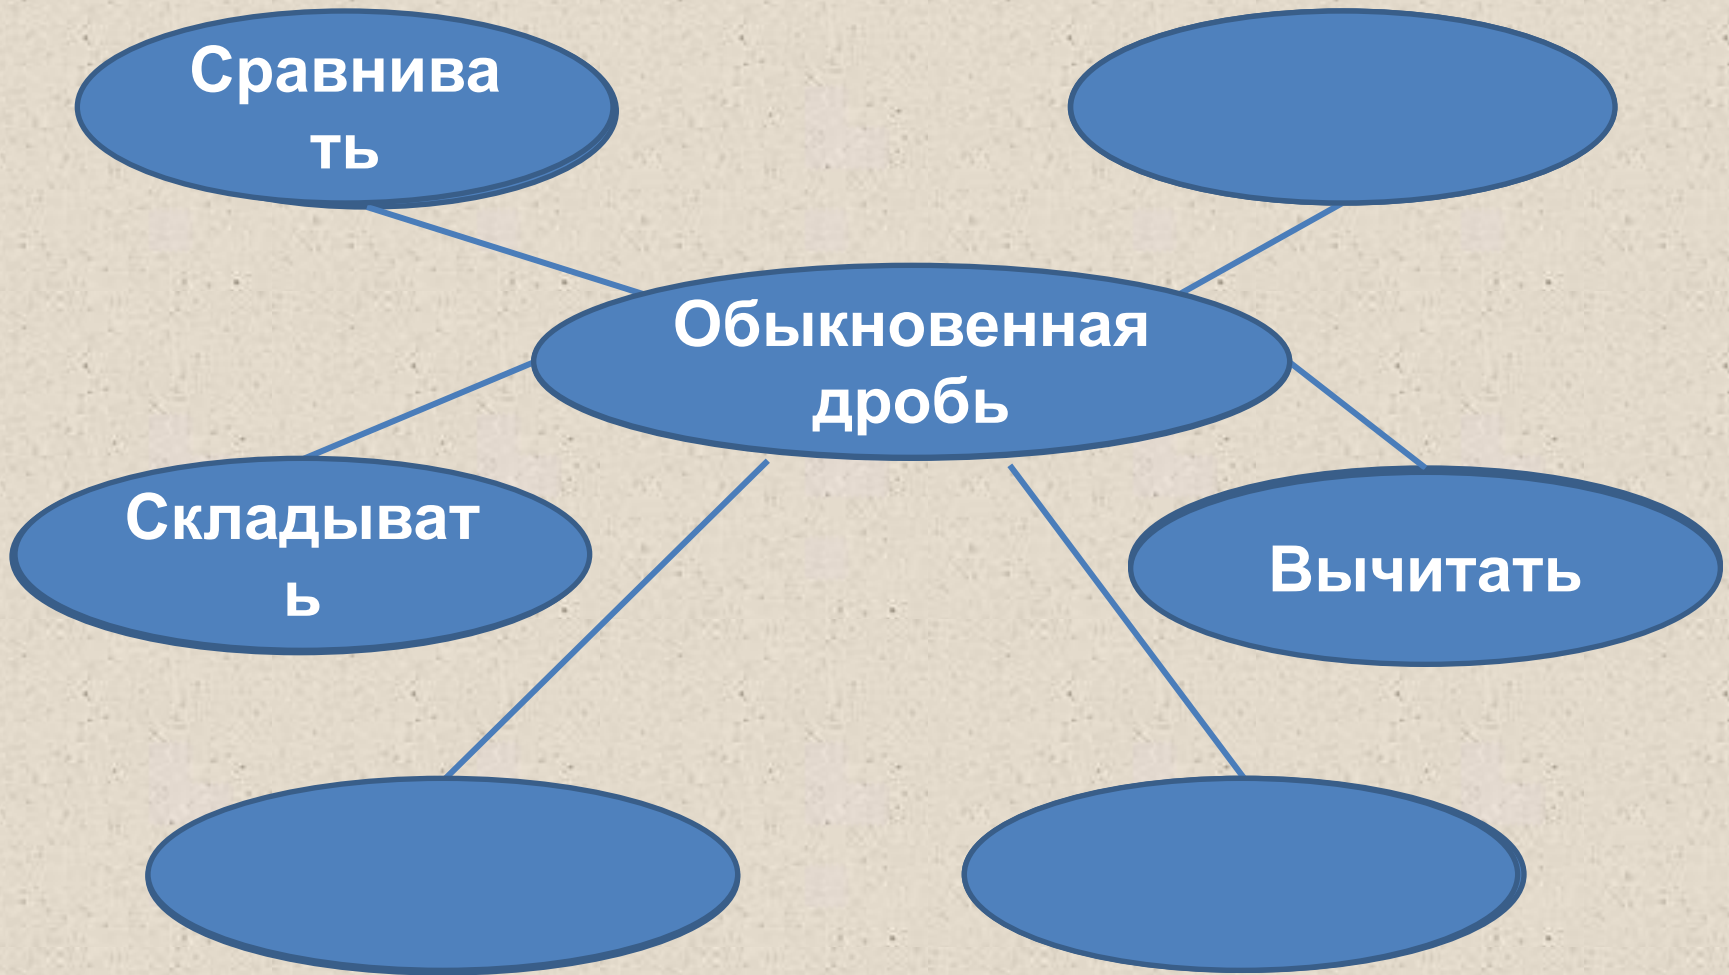 Сравнива
ть
Обыкновенная
дробь
Складыват
ь
Вычитать